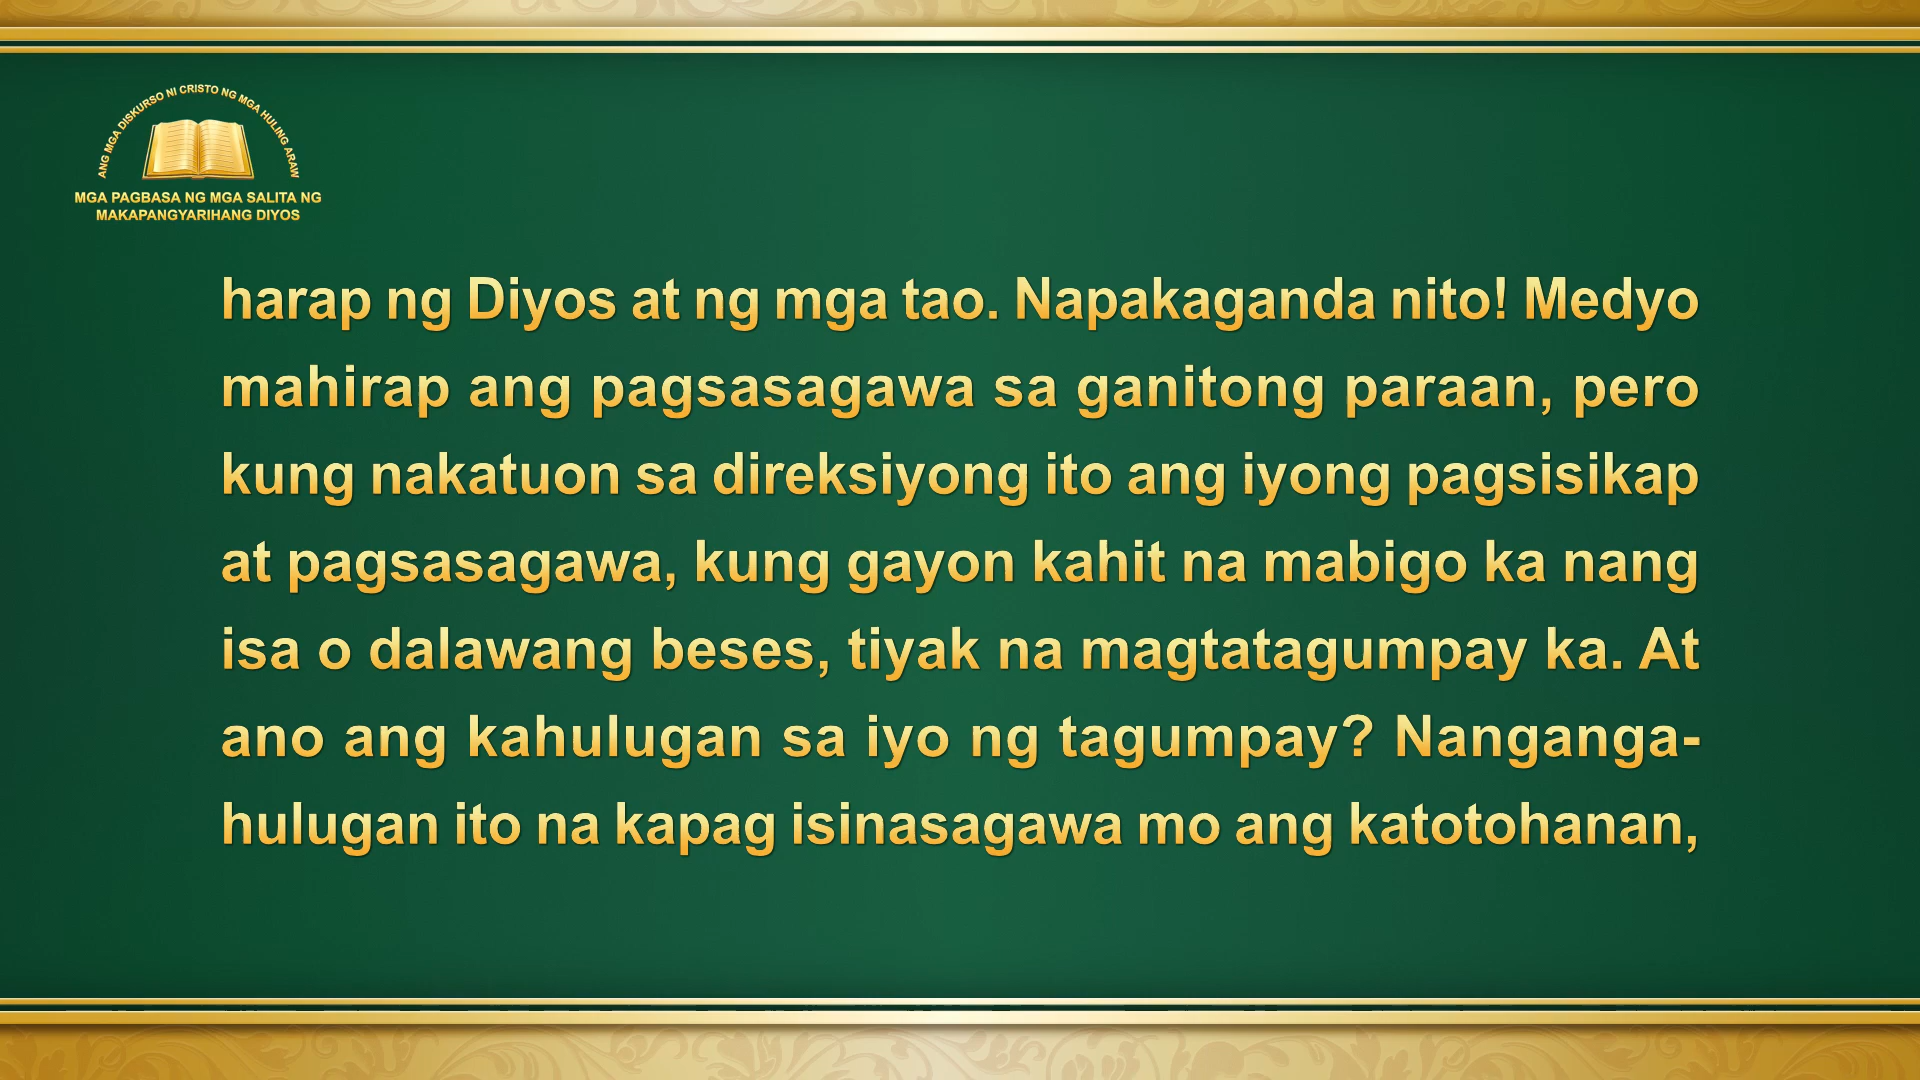 ANG MGA DISKURSO NI CRISTO NG MGA HULING ARAW
MGA PAGBASA NG MGA SALITA NG
MAKAPANGYARIHANG DIYOS
harap ng Diyos at ng mga tao. Napakaganda nito! Medyo
mahirap ang pagsasagawa sa ganitong paraan, pero
kung nakatuon sa direksiyong ito ang iyong pagsisikap
at pagsasagawa, kung gayon kahit na mabigo ka nang
isa o dalawang beses, tiyak na magtatagumpay ka. At
ano ang kahulugan sa iyo ng tagumpay? Nanganga-
hulugan ito na kapag isinasagawa mo ang katotohanan,